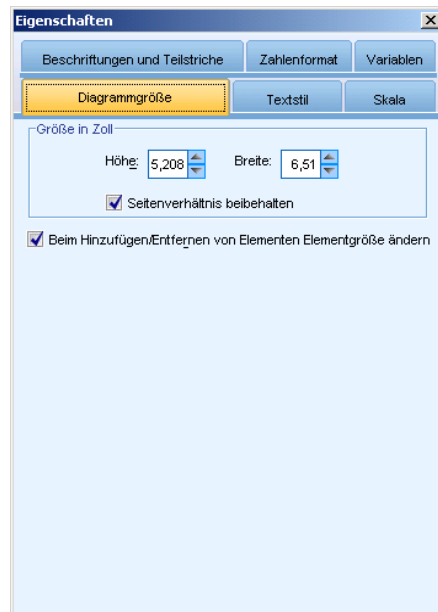 Eigenschaften
Beschriftungen und Teilstriche Zahlenformat Variablen
Diagrammgröße Textstil Skala
Größe in Zoll
Höhe: 5,208 Breite: 6,51
Seitenverhältnis beibehalten
Beim Hinzufügen/Entfernen von Elementen Elementgröße ändern